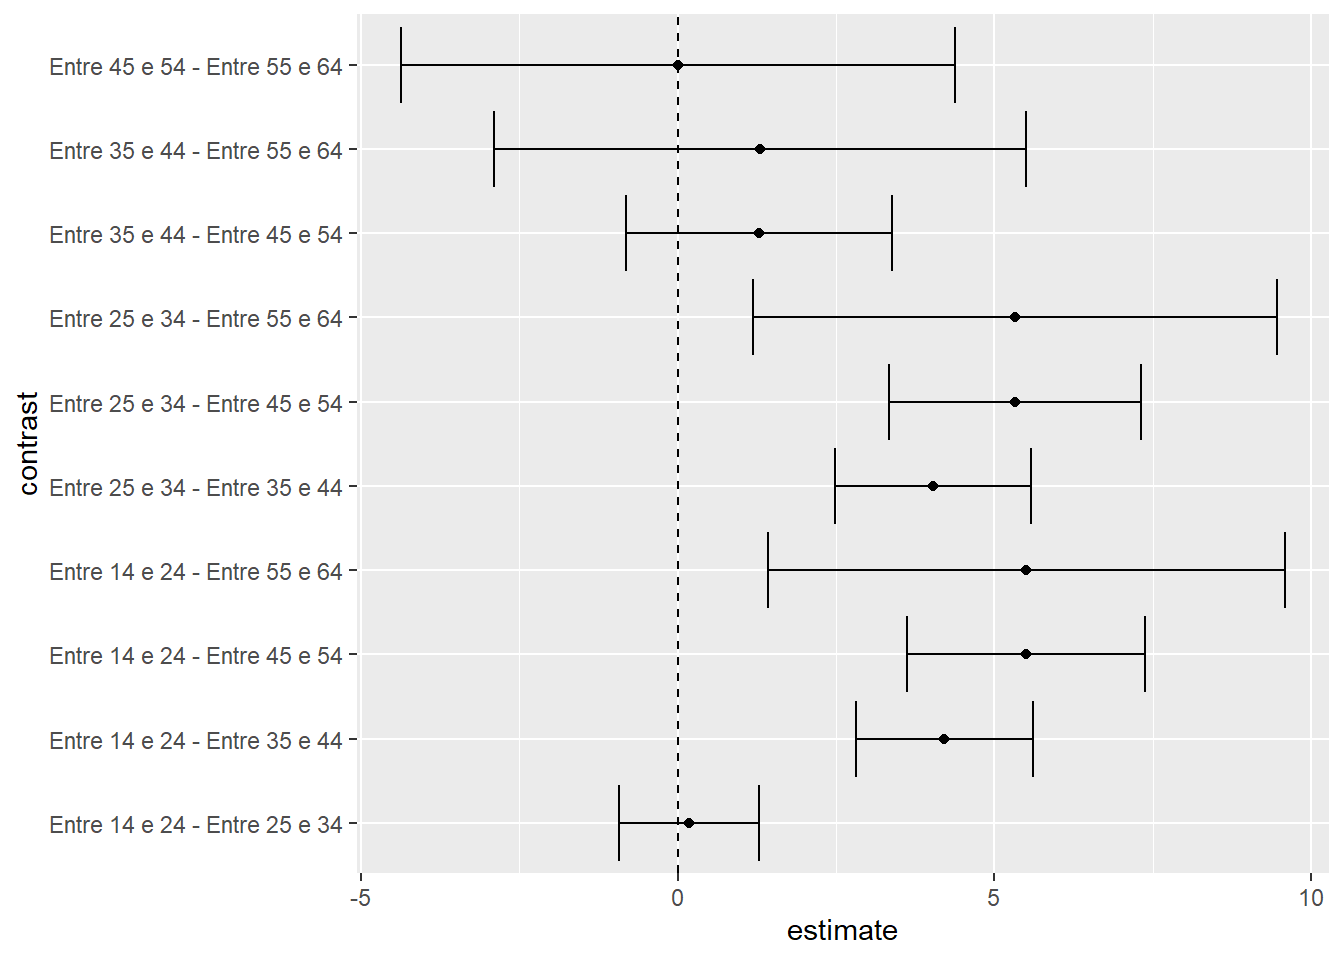 Entre 45 e 54 - Entre 55 e 64
Entre 35 e 44 - Entre 55 e 64
Entre 35 e 44 - Entre 45 e 54
Entre 25 e 34 - Entre 55 e 64
Entre 25 e 34 - Entre 45 e 54
Entre 25 e 34 - Entre 35 e 44
Entre 14 e 24 - Entre 55 e 64
Entre 14 e 24 - Entre 45 e 54
Entre 14 e 24 - Entre 35 e 44
Entre 14 e 24 - Entre 25 e 34
contrast
-5 0 5 10
estimate